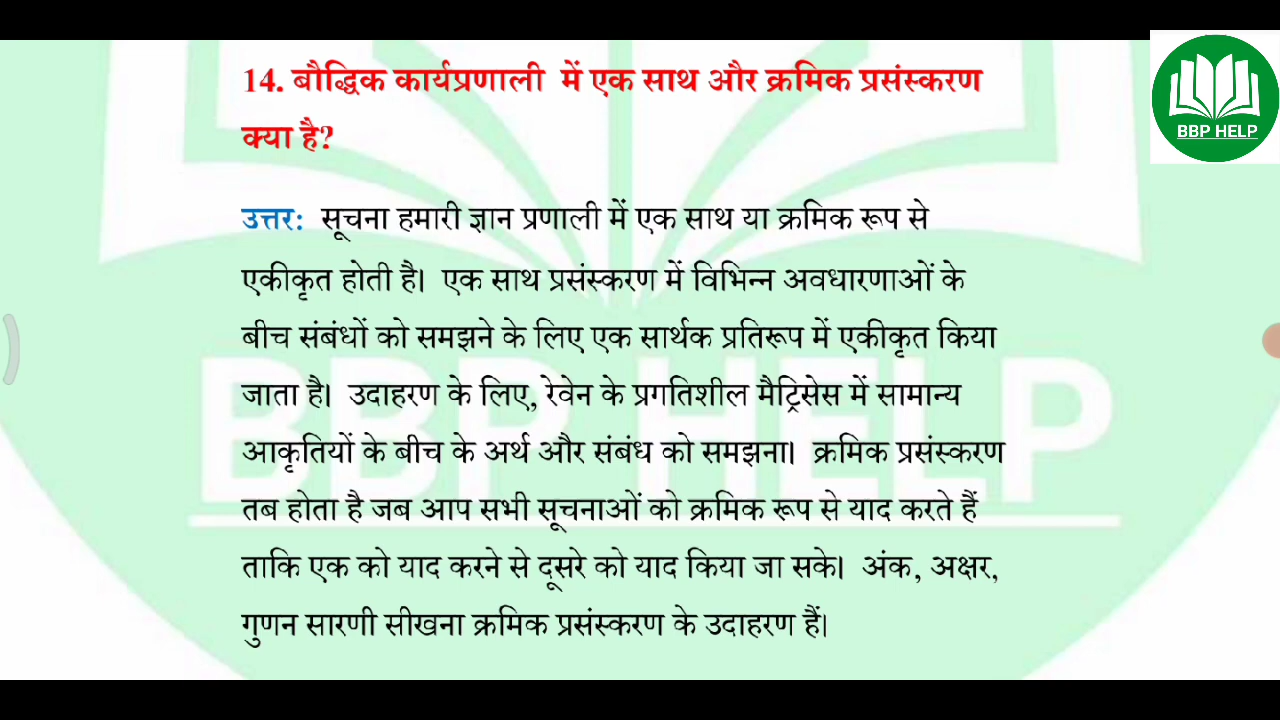 14. बौद्धिक कार्यप्रणाली में एक साथ और क्रमिक प्रसंस्करण
क्या है?
BBP HELP
उत्तर: सूचना हमारी ज्ञान प्रणाली में एक साथ या क्रमिक रूप से
एकीकृत होती है। एक साथ प्रसंस्करण में विभिन्न अवधारणाओं के
बीच संबंधों को समझने के लिए एक सार्थक प्रतिरूप में एकीकृत किया
जाता है। उदाहरण के लिए, रेवेन के प्रगतिशील मैट्रिसेस में सामान्य
आकृतियों के बीच के अर्थ और संबंध को समझना। क्रमिक प्रसंस्करण
तब होता है जब आप सभी सूचनाओं को क्रमिक रूप से याद करते हैं
ताकि एक को याद करने से दूसरे को याद किया जा सके। अंक, अक्षर,
गुणन सारणी सीखना क्रमिक प्रसंस्करण के उदाहरण हैं।
BBP HELP